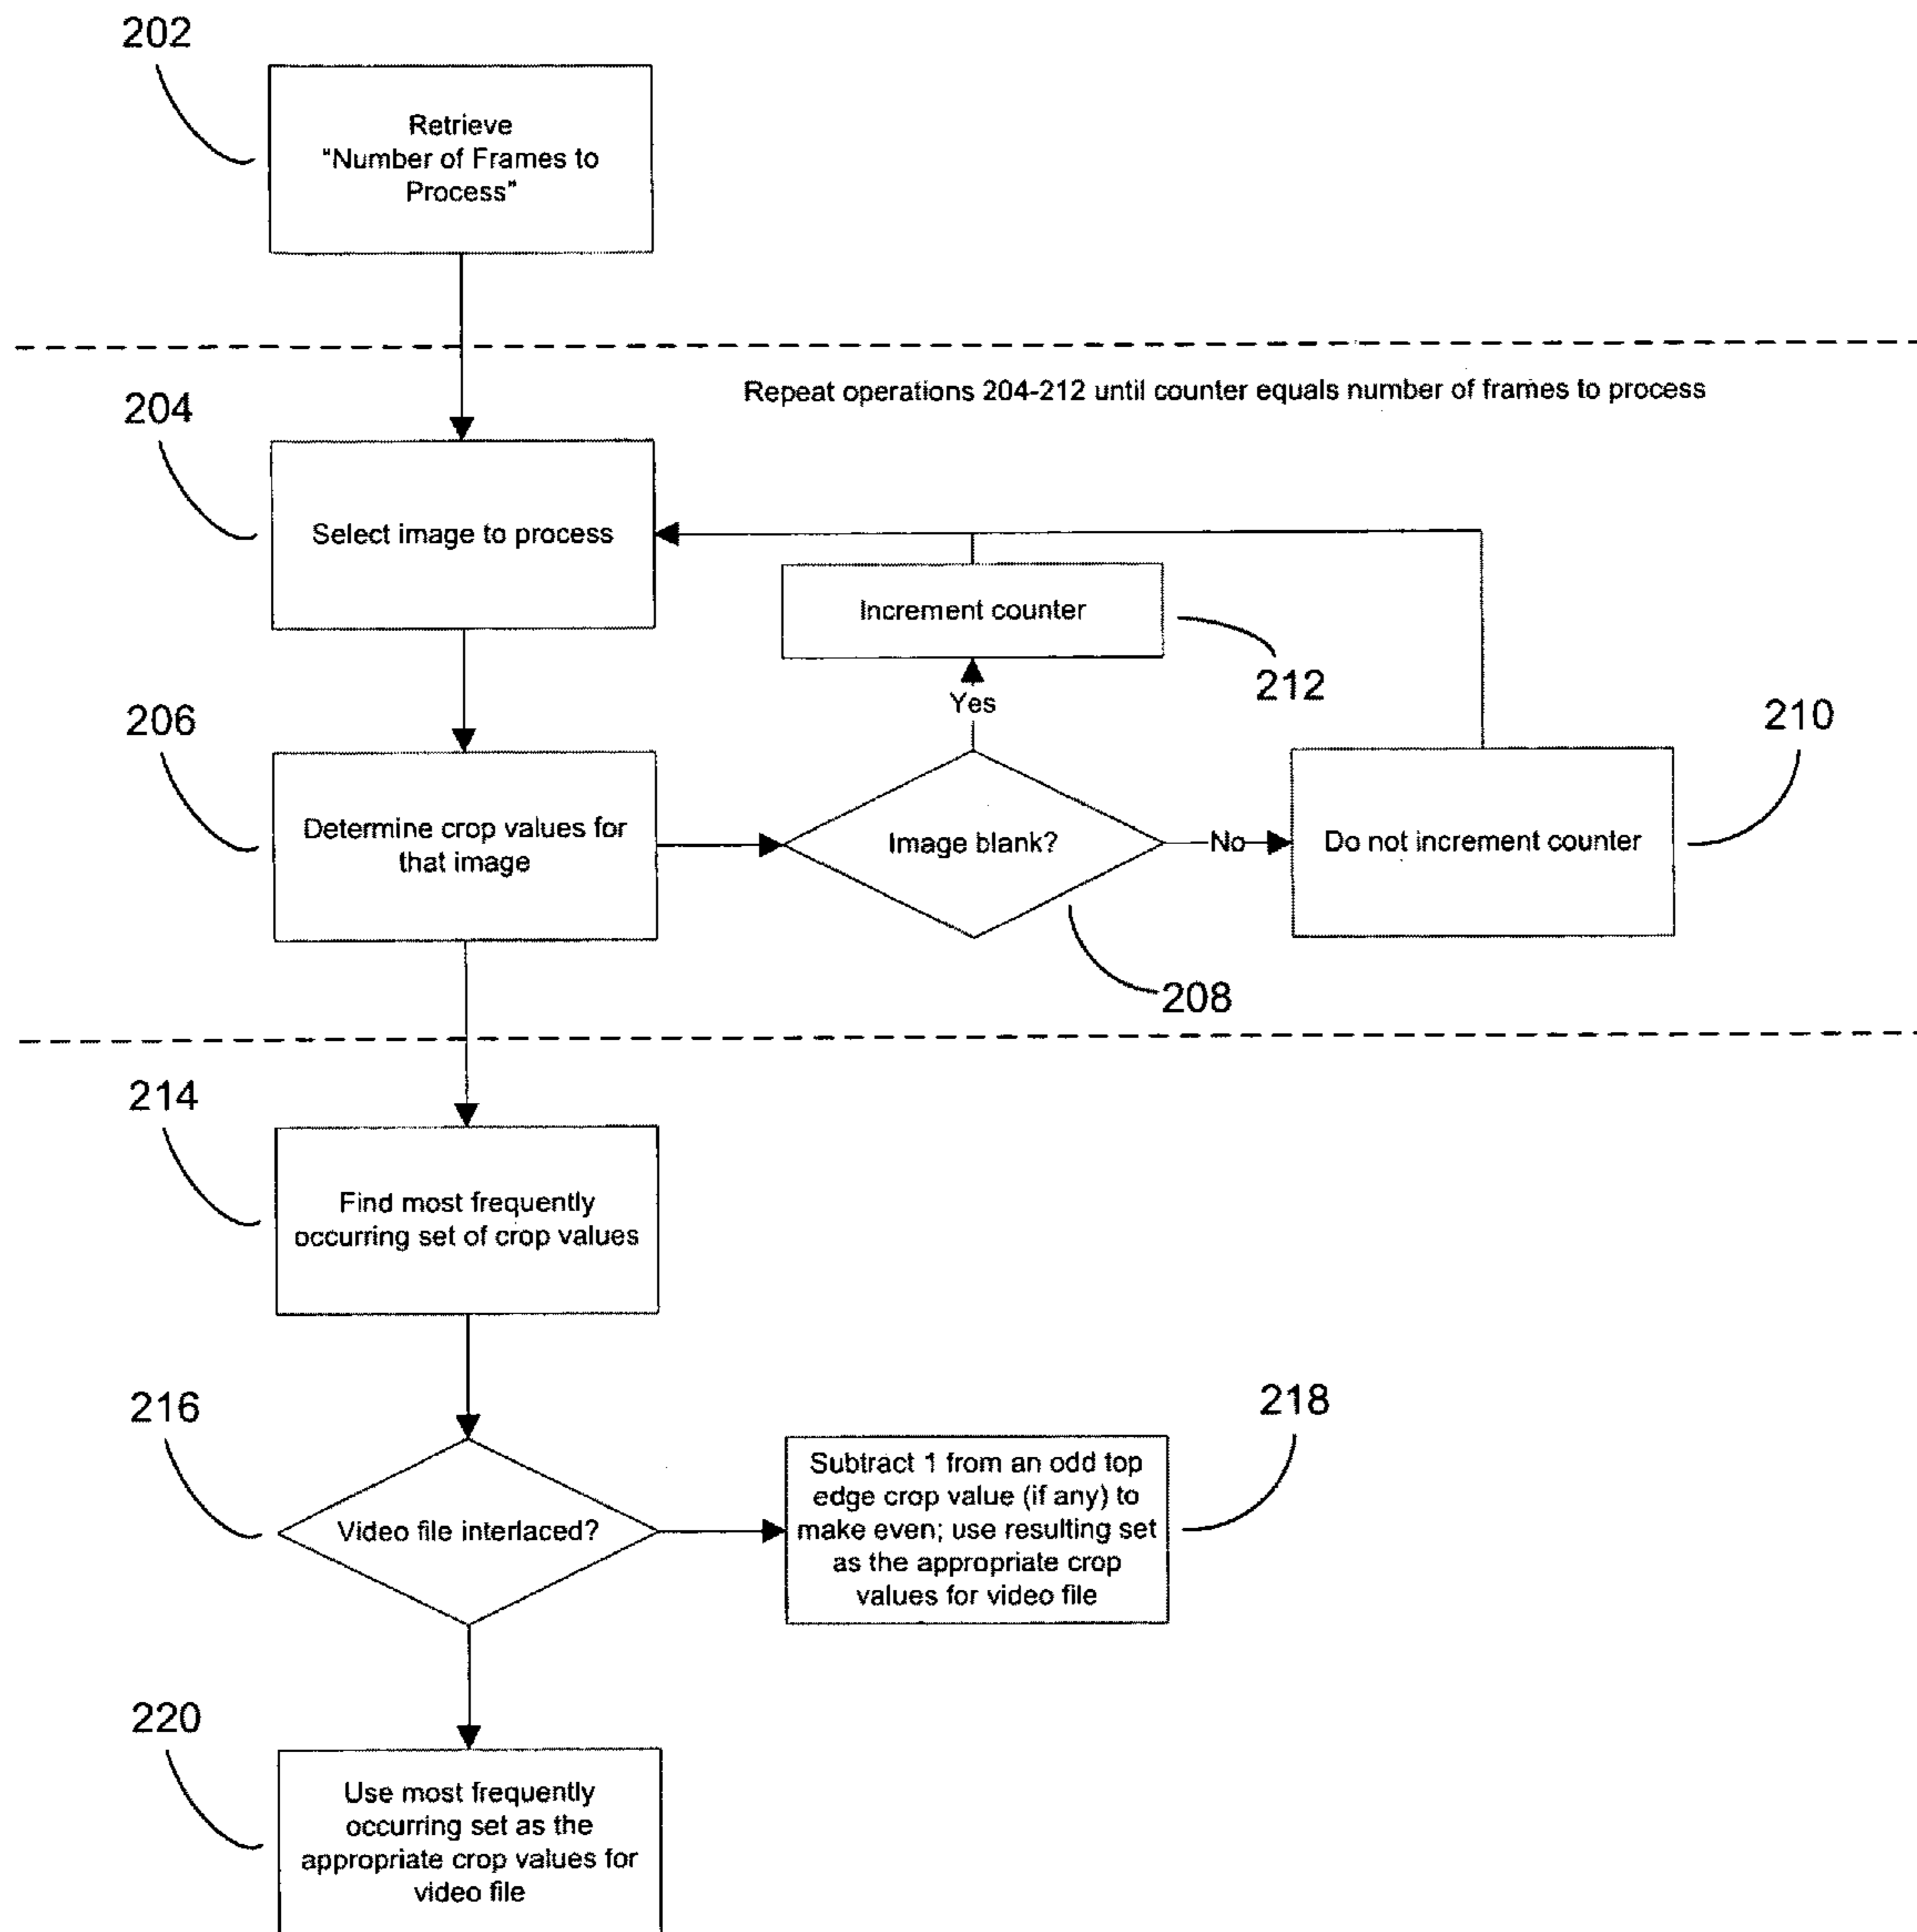 202
Retrieve
"Number of Frames to
Process"
Repeat operations 204-212 until counter equals number of frames to process
204
Select image to process
Increment counter
212
Yes
206
Determine crop values for
that image
Image blank?
No
Do not increment counter
210
208
214
Find most frequently
occurring set of crop values
216
Video file interlaced?
218
Subtract 1 from an odd top
edge crop value (if any) to
make even; use resulting set
as the appropriate crop
values for video file
220
Use most frequently
occurring set as the
appropriate crop values for
video file